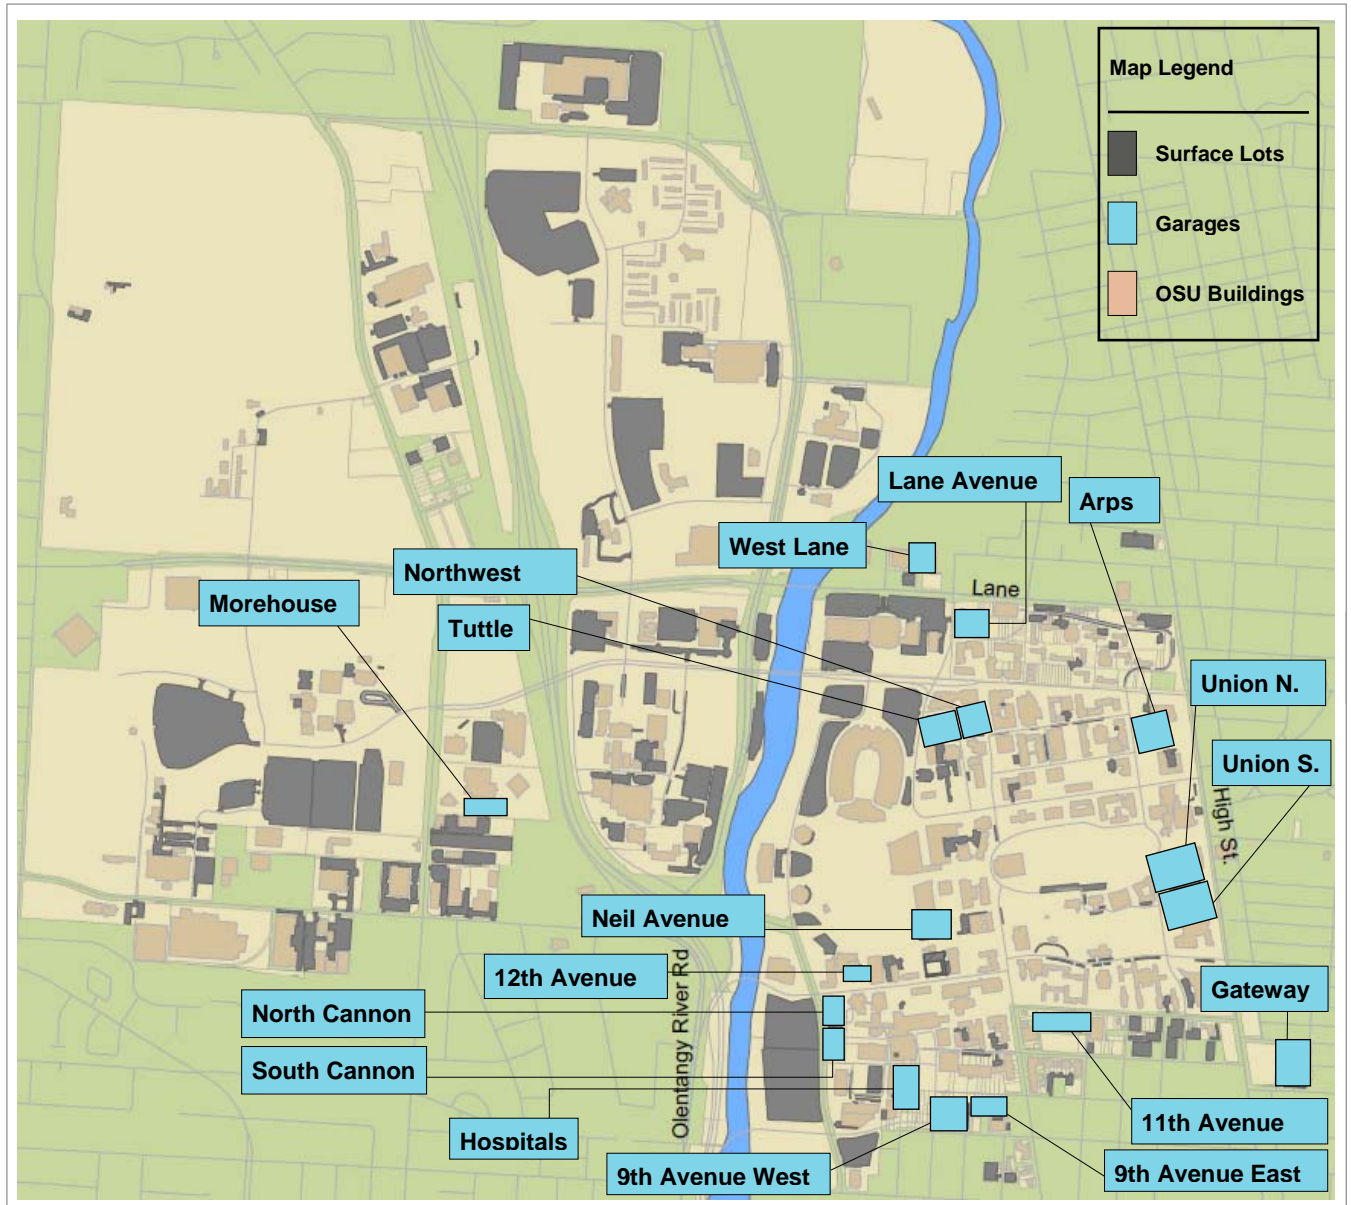 Map Legend
Surface Lots
Garages
OSU Buildings
Lane Avenue
Arps
West Lane
Northwest
Lane
Morehouse
Tuttle
Union N.
Union S.
High St.
Neil Avenue
12th Avenue
Olentangy River Rd
Gateway
North Cannon
South Cannon
11th Avenue
Hospitals
9th Avenue West
9th Avenue East